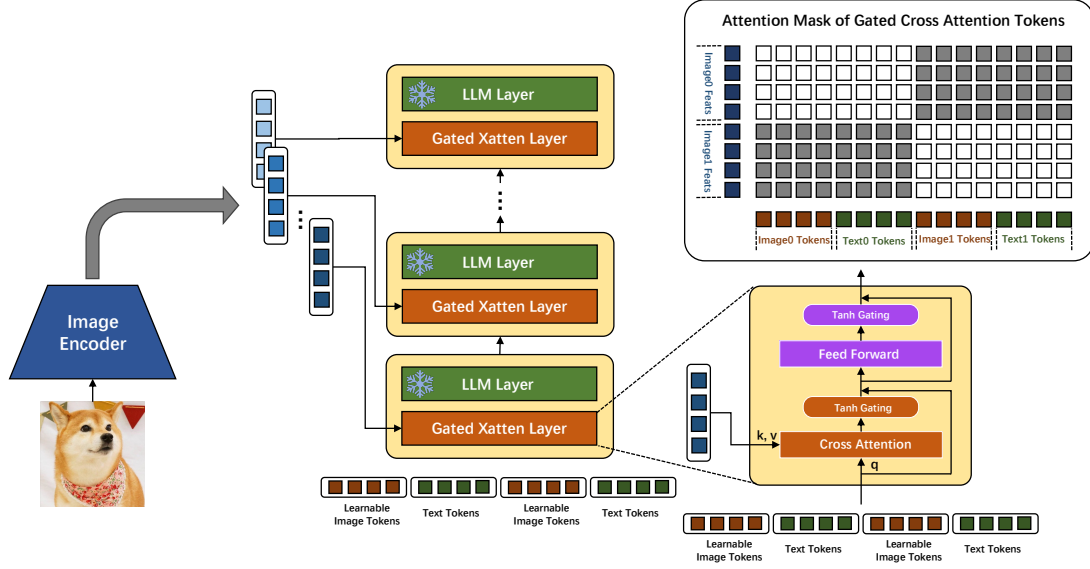 Attention Mask of Gated Cross Attention Tokens
Image0 Feats
Image1 Feats
Image0 Tokens
Text0 Tokens
Image1 Tokens
Text1 Tokens
LLM Layer
Gated Xatten Layer
...
LLM Layer
Gated Xatten Layer
...
LLM Layer
Gated Xatten Layer
Image
Encoder
Learnable
Image Tokens
Text Tokens
Learnable
Image Tokens
Text Tokens
Tanh Gating
Feed Forward
Tanh Gating
k, v
Cross Attention
q
Learnable
Image Tokens
Text Tokens
Learnable
Image Tokens
Text Tokens